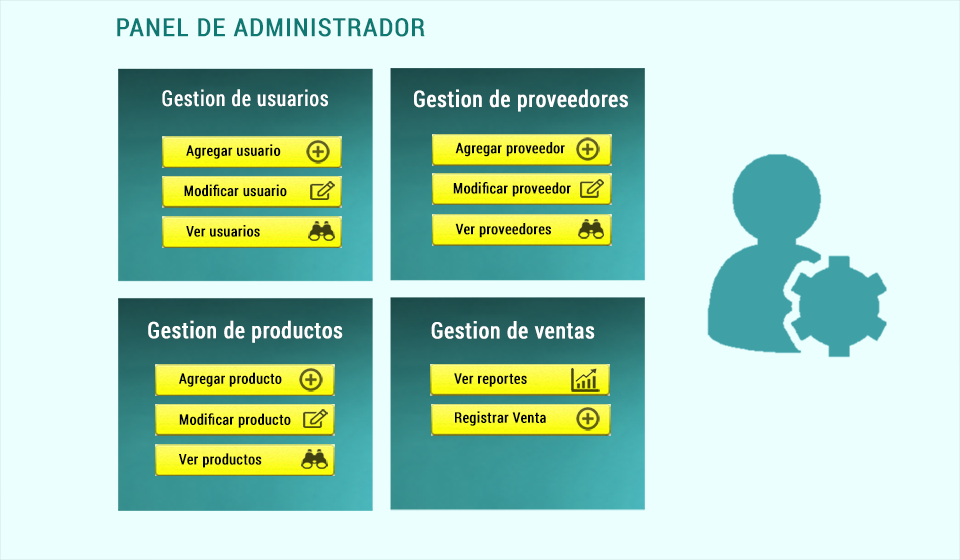 PANEL DE ADMINISTRADOR
Gestion de usuarios
Agregar usuario
Modificar usuario
Ver usuarios
Gestion de proveedores
Agregar proveedor
Modificar proveedor
Ver proveedores
Gestion de productos
Agregar producto
Modificar producto
Ver productos
Gestion de ventas
Ver reportes
Registrar Venta